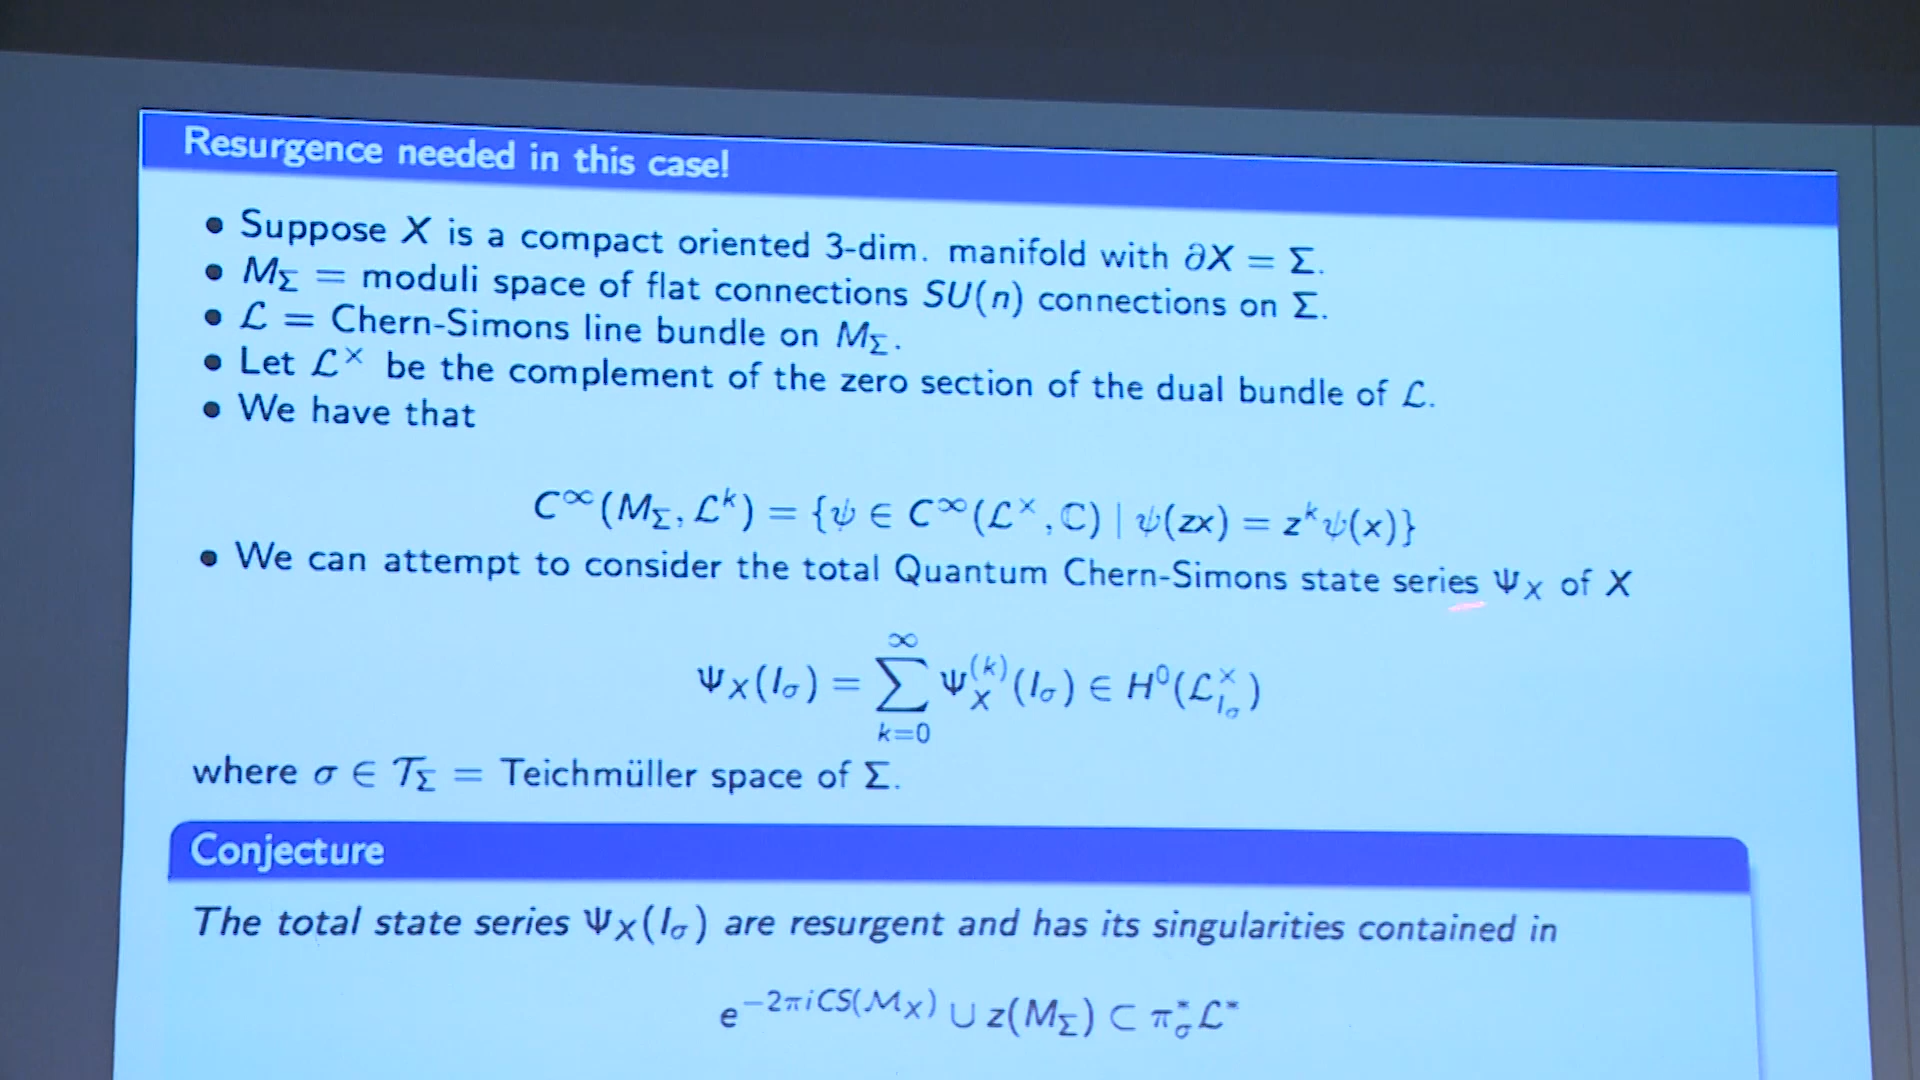 Resurgence needed in this case!
• Suppose X is a compact oriented 3-dim. manifold with ∂X = Σ.
• M_Σ = moduli space of flat connections SU(n) connections on Σ.
• ℒ = Chern-Simons line bundle on M_Σ.
• Let ℒ^× be the complement of the zero section of the dual bundle of ℒ.
• We have that
C^∞(M_Σ, ℒ^k) = {ψ ∈ C^∞(ℒ^×, ℂ) | ψ(zx) = z^k ψ(x)}
• We can attempt to consider the total Quantum Chern-Simons state series Ψ_X of X
Ψ_X(I_σ) = ∑_{k=0}^{∞} Ψ_X^{(k)}(I_σ) ∈ H^0(ℒ^×_{I_σ})
where σ ∈ 𝒯_Σ = Teichmüller space of Σ.
Conjecture
The total state series Ψ_X(I_σ) are resurgent and has its singularities contained in
e^{−2πiCS(ℳ_X)} ∪ z(M_Σ) ⊂ π_σ^* ℒ^*